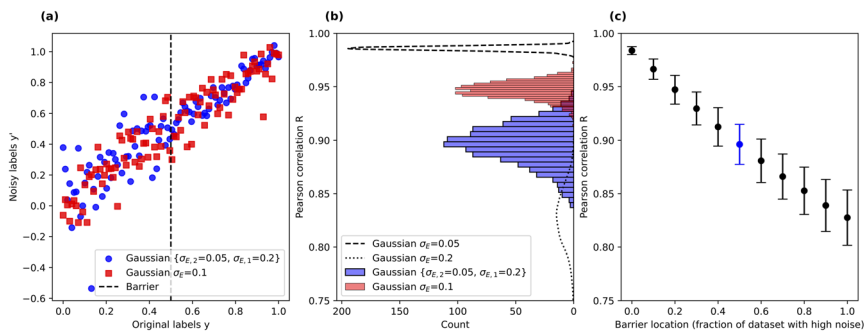 (a)
Noisy labels y'
1.0
0.8
0.6
0.4
0.2
0.0
−0.2
−0.4
−0.6
Gaussian {σE,2=0.05, σE,1=0.2}
Gaussian σE=0.1
Barrier
0.0 0.2 0.4 0.6 0.8 1.0
Original labels y
(b)
Pearson correlation R
1.00
0.95
0.90
0.85
0.80
0.75
Gaussian σE=0.05
Gaussian σE=0.2
Gaussian {σE,2=0.05, σE,1=0.2}
Gaussian σE=0.1
200 150 100 50 0
Count
(c)
Pearson correlation R
1.00
0.95
0.90
0.85
0.80
0.75
0.0 0.2 0.4 0.6 0.8 1.0
Barrier location (fraction of dataset with high noise)